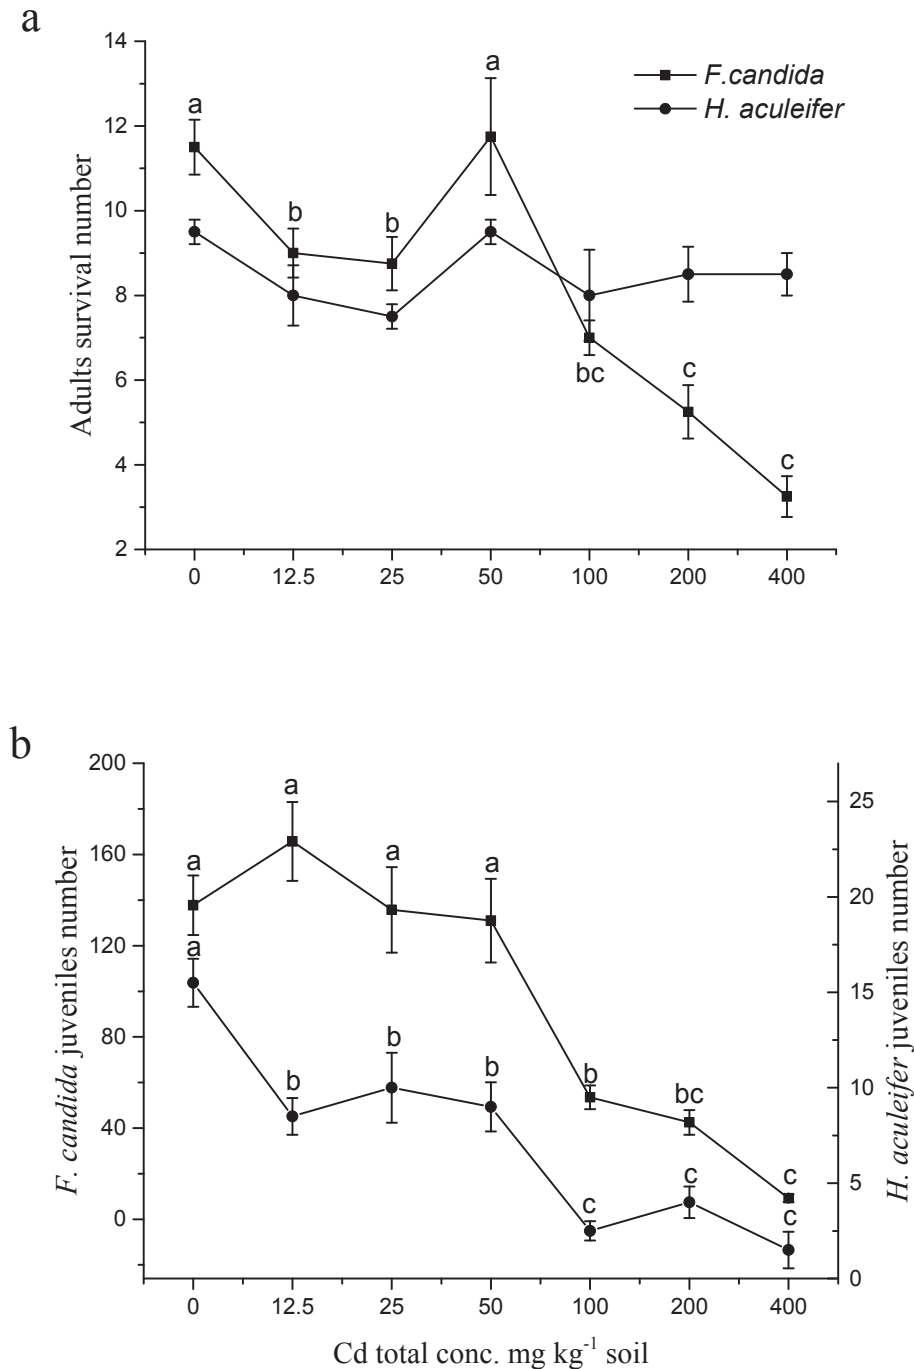 a
14
12
10
8
6
4
2
Adults survival number
F.candida
H. aculeifer
a
b
b
a
bc
c
c
0 12.5 25 50 100 200 400
b
200
160
120
80
40
0
F. candida juveniles number
a
a
a
a
b
bc
c
a
b
b
b
c
c
c
25
20
15
10
5
0
H. aculeifer juveniles number
0 12.5 25 50 100 200 400
Cd total conc. mg kg⁻¹ soil